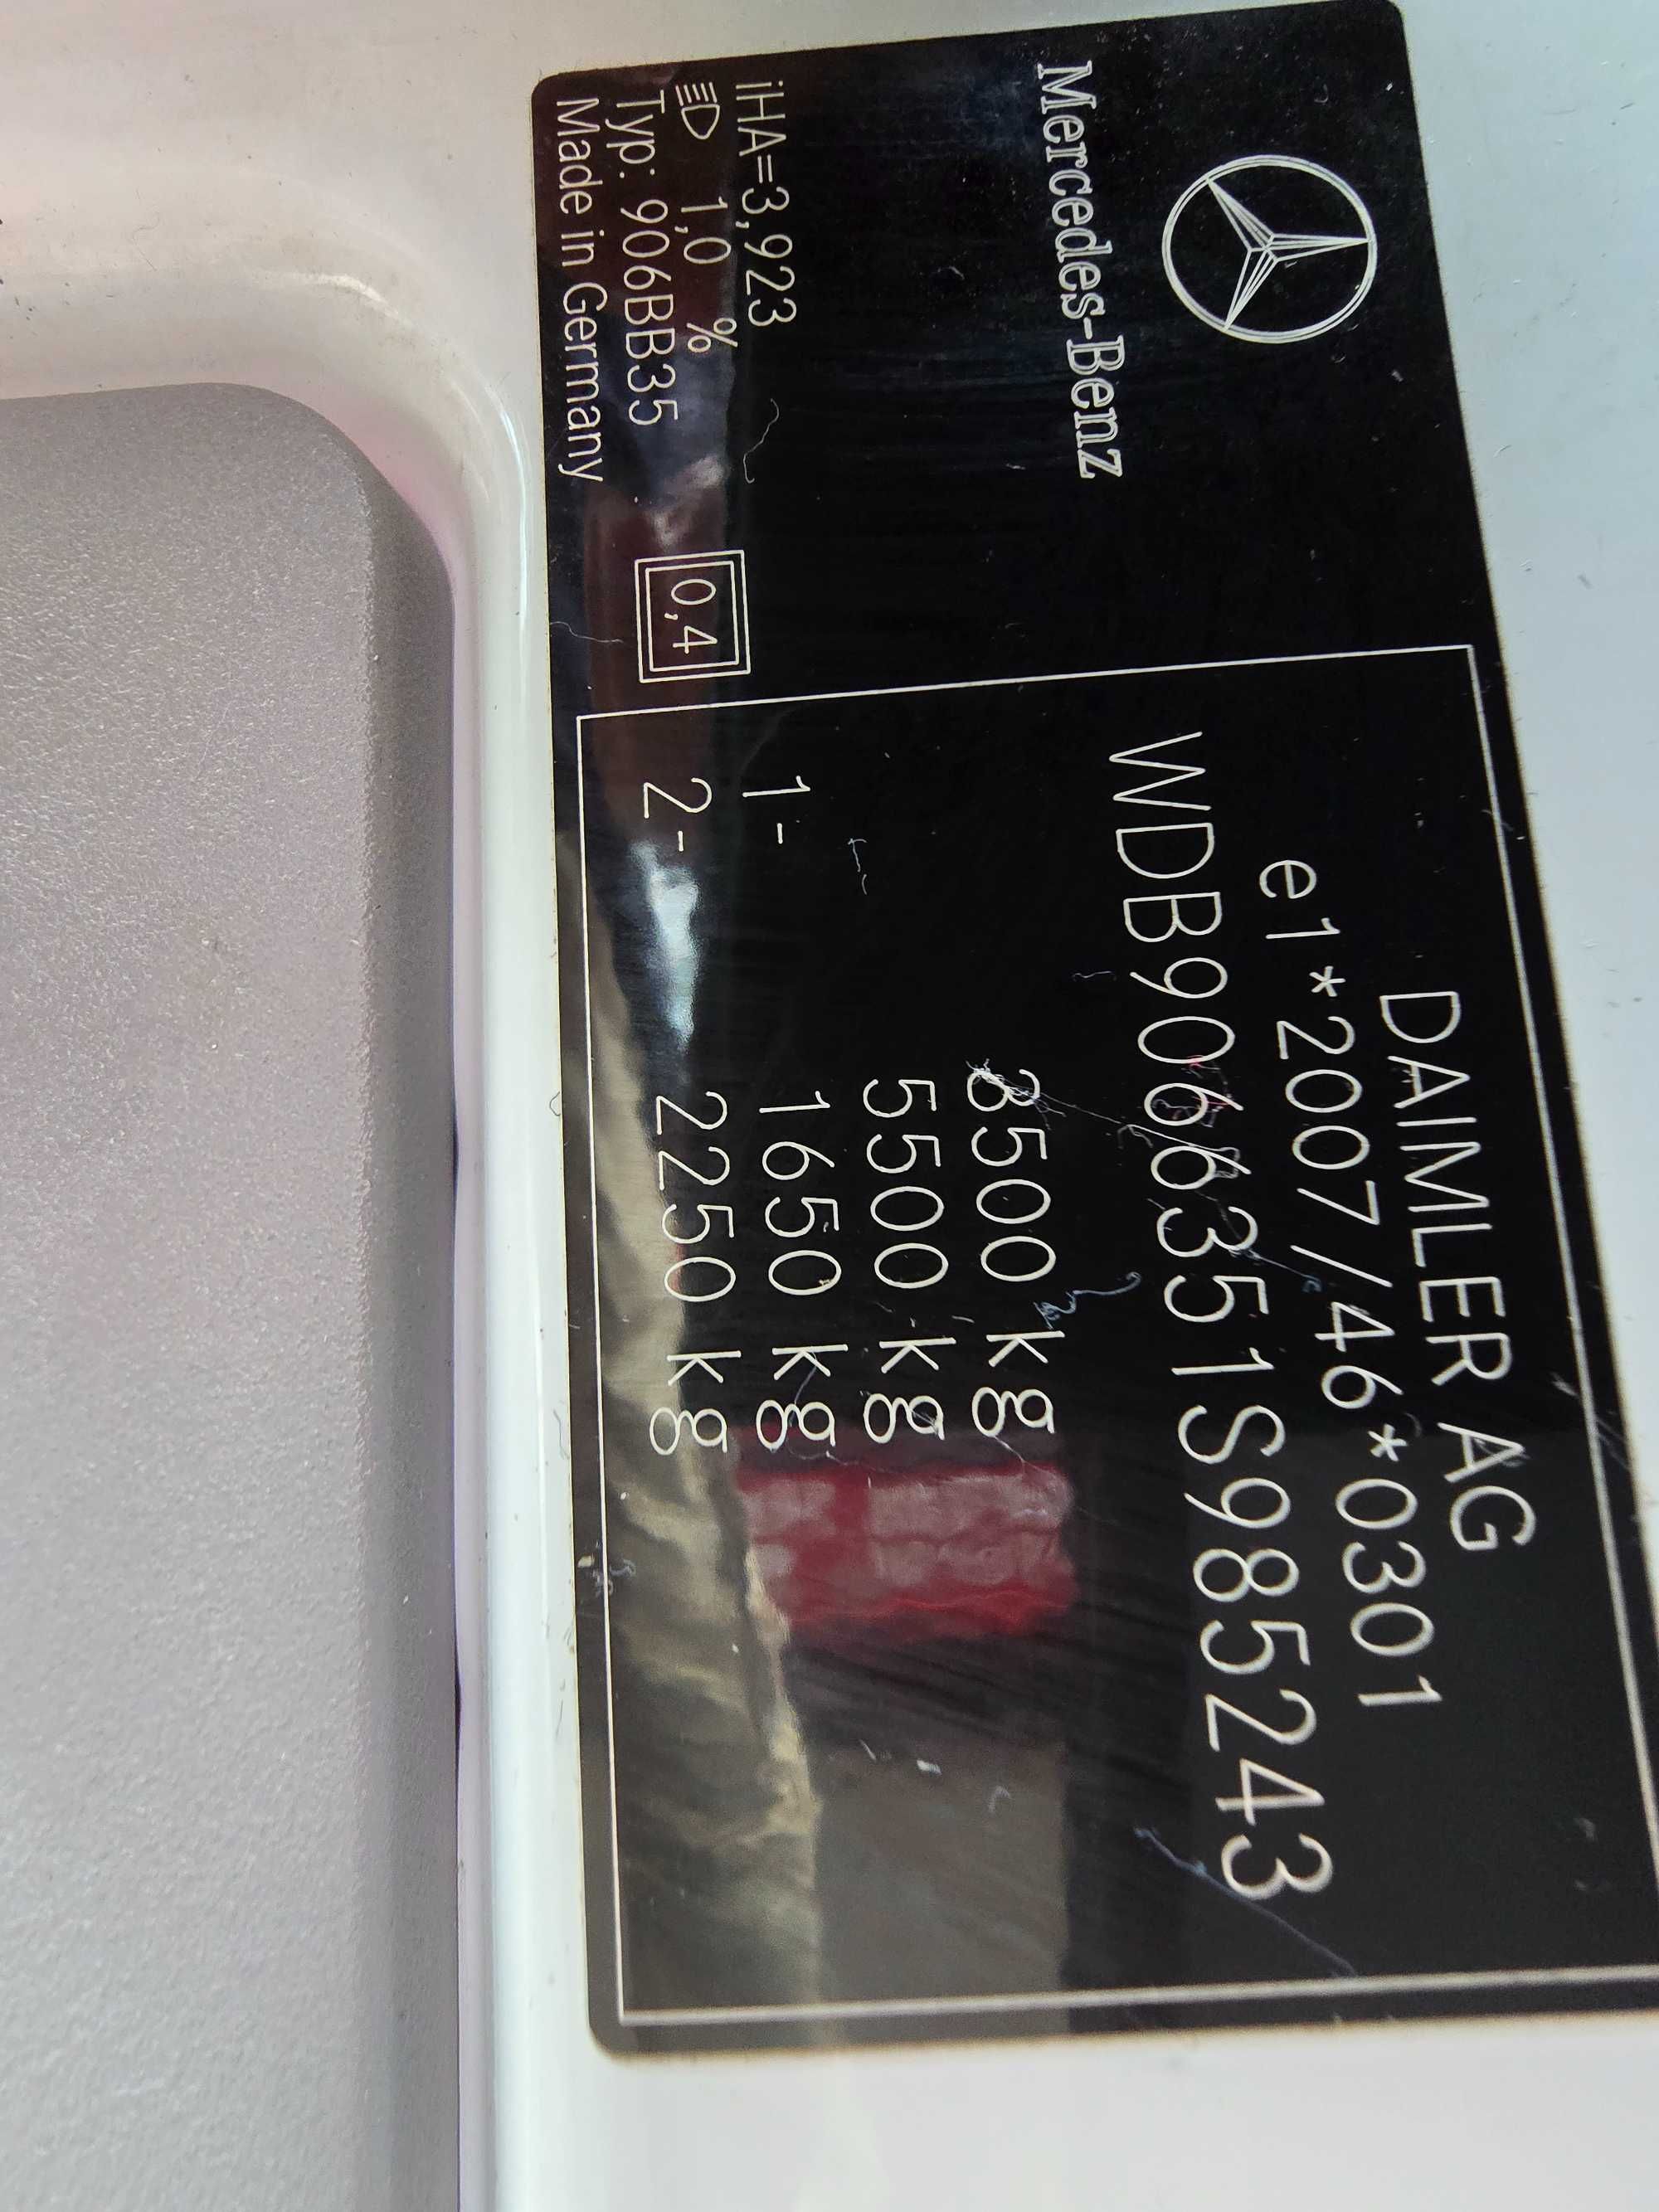 Mercedes-Benz
iHA=3,923
1,0 %
Typ: 906BB35
Made in Germany
0,4
DAIMLER AG
e1*2007/46*0301
WDB9066351S985243
3500 kg
5500 kg
1- 1650 kg
2- 2250 kg